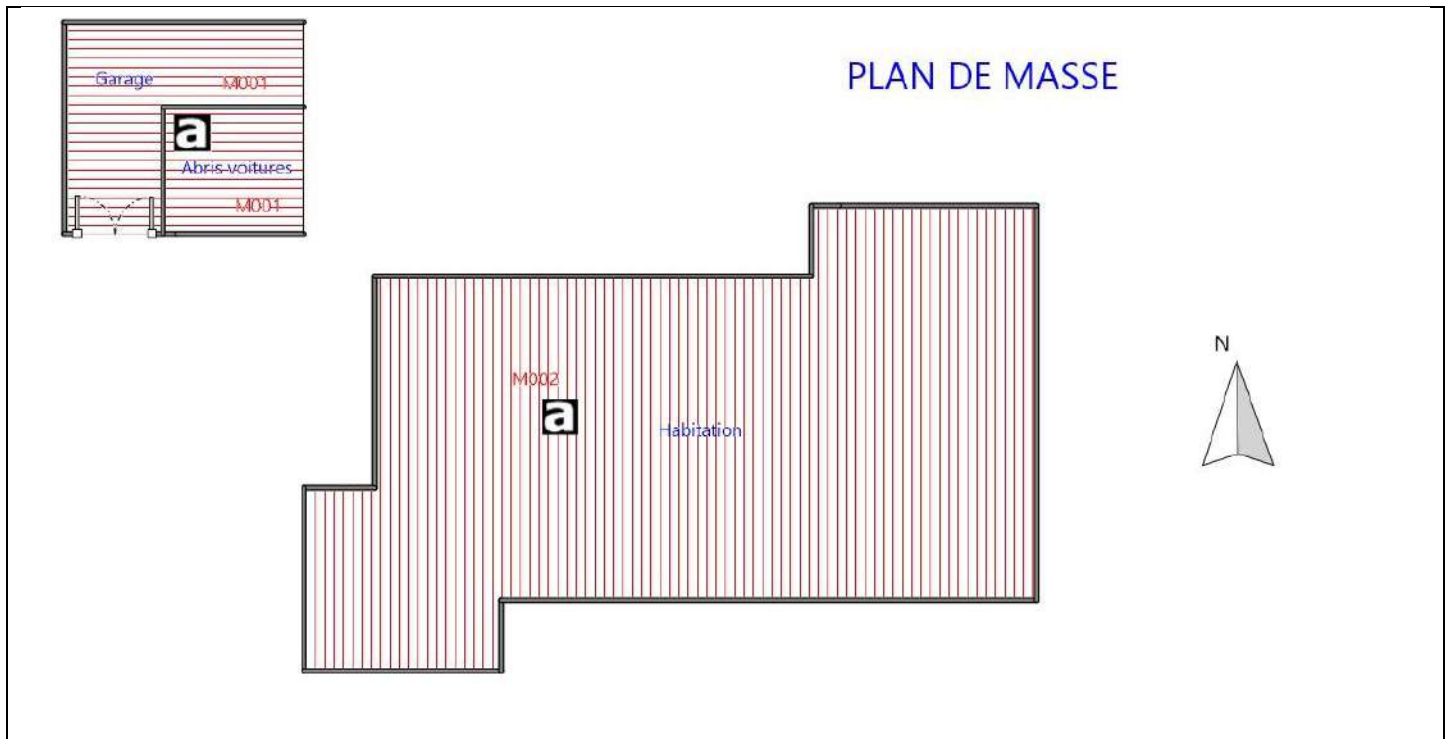 PLAN DE MASSE
Garage
M001
a
Abris voitures
M001
N
M002
a
Habitation